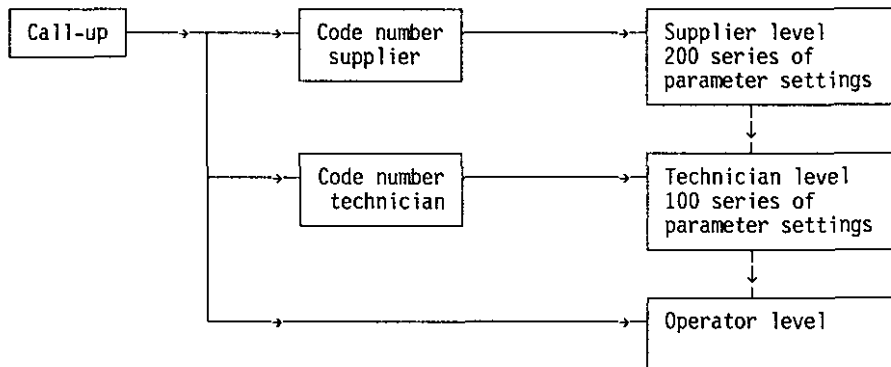 Call-up
Code number
supplier
Supplier level
200 series of
parameter settings
Code number
technician
Technician level
100 series of
parameter settings
Operator level